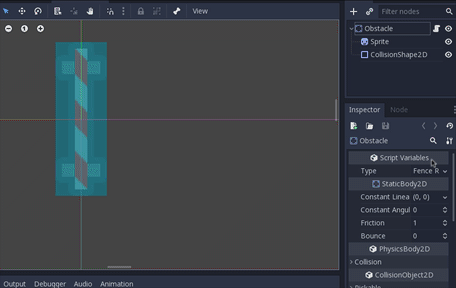 View
Filter nodes
Obstacle
Sprite
CollisionShape2D
Inspector
Node
Obstacle
Script Variables
Type
Fence R
StaticBody2D
Constant Linea (0, 0)
Constant Angul 0
Friction 1
Bounce 0
PhysicsBody2D
Collision
CollisionObject2D
Pickable
Output Debugger Audio Animation